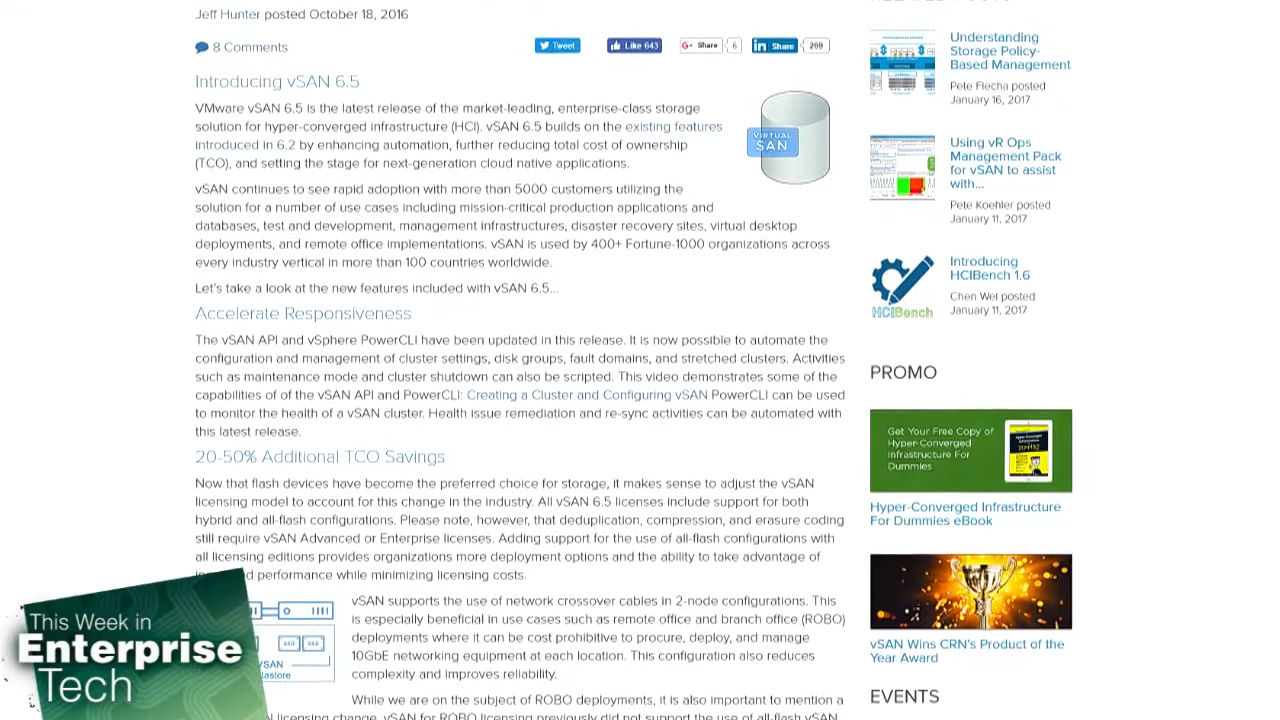 Jeff Hunter posted October 18, 2016
8 Comments
Tweet
Like 643
G+ Share
6
in Share
269
Introducing vSAN 6.5
VMware vSAN 6.5 is the latest release of the market-leading, enterprise-class storage
solution for hyper-converged infrastructure (HCI). vSAN 6.5 builds on the existing features
introduced in 6.2 by enhancing automation, further reducing total cost of ownership
(TCO), and setting the stage for next-generation cloud native applications.
VIRTUAL
SAN
vSAN continues to see rapid adoption with more than 5000 customers utilizing the
solution for a number of use cases including mission-critical production applications and
databases, test and development, management infrastructures, disaster recovery sites, virtual desktop
deployments, and remote office implementations. vSAN is used by 400+ Fortune-1000 organizations across
every industry vertical in more than 100 countries worldwide.
Let's take a look at the new features included with vSAN 6.5...
Accelerate Responsiveness
The vSAN API and vSphere PowerCLI have been updated in this release. It is now possible to automate the
configuration and management of cluster settings, disk groups, fault domains, and stretched clusters. Activities
such as maintenance mode and cluster shutdown can also be scripted. This video demonstrates some of the
capabilities of of the vSAN API and PowerCLI: Creating a Cluster and Configuring vSAN PowerCLI can be used
to monitor the health of a vSAN cluster. Health issue remediation and re-sync activities can be automated with
this latest release.
20-50% Additional TCO Savings
Now that flash devices have become the preferred choice for storage, it makes sense to adjust the vSAN
licensing model to account for this change in the industry. All vSAN 6.5 licenses include support for both
hybrid and all-flash configurations. Please note, however, that deduplication, compression, and erasure coding
still require vSAN Advanced or Enterprise licenses. Adding support for the use of all-flash configurations with
all licensing editions provides organizations more deployment options and the ability to take advantage of
performance while minimizing licensing costs.
vSAN supports the use of network crossover cables in 2-node configurations. This
is especially beneficial in use cases such as remote office and branch office (ROBO)
deployments where it can be cost prohibitive to procure, deploy, and manage
10GbE networking equipment at each location. This configuration also reduces
complexity and improves reliability.
While we are on the subject of ROBO deployments, it is also important to mention a
licensing change. vSAN for ROBO licensing previously did not support the use of all-flash vSAN
Understanding
Storage Policy-
Based Management
Pete Flecha posted
January 16, 2017
Using vR Ops
Management Pack
for vSAN to assist
with...
Pete Koehler posted
January 11, 2017
HCIBench
Introducing
HCIBench 1.6
Chen Wei posted
January 11, 2017
PROMO
Get Your Free Copy of
Hyper-Converged
Infrastructure For
Dummies
Hyper-Converged Infrastructure
For Dummies eBook
vSAN Wins CRN's Product of the
Year Award
EVENTS
This Week in
Enterprise
Tech